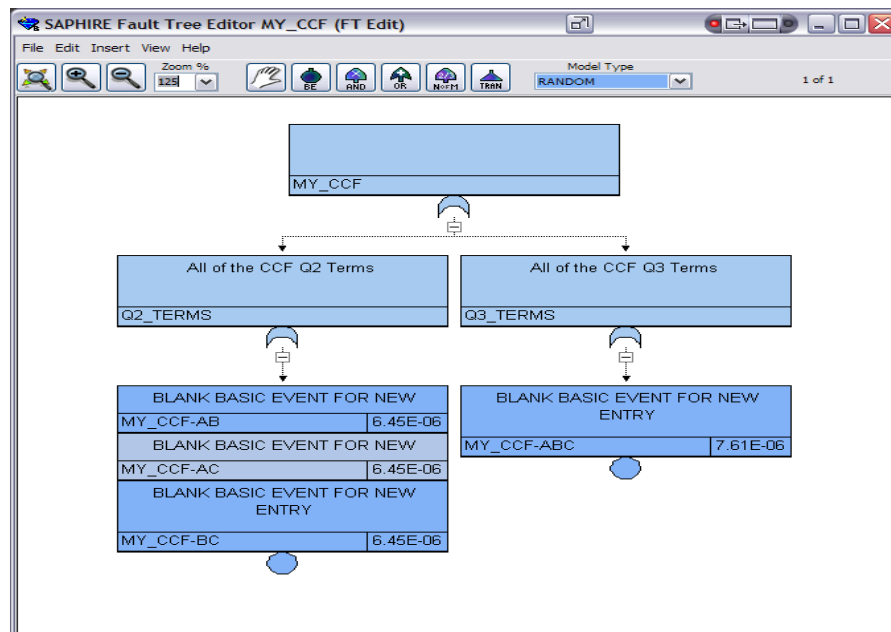 SAPHIRE Fault Tree Editor MY_CCF (FT Edit)
File Edit Insert View Help
Zoom %
125
BE
AND
OR
N OF M
TRAN
Model Type
RANDOM
1 of 1
MY_CCF
All of the CCF Q2 Terms
Q2_TERMS
All of the CCF Q3 Terms
Q3_TERMS
BLANK BASIC EVENT FOR NEW
MY_CCF-AB 6.45E-06
BLANK BASIC EVENT FOR NEW
MY_CCF-AC 6.45E-06
BLANK BASIC EVENT FOR NEW
ENTRY
MY_CCF-BC 6.45E-06
BLANK BASIC EVENT FOR NEW
ENTRY
MY_CCF-ABC 7.61E-06